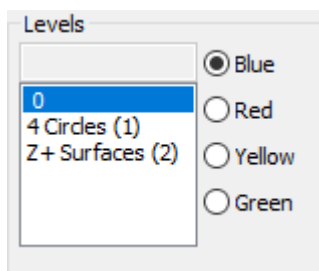 Levels
Blue
0
Red
4 Circles (1)
Z+ Surfaces (2)
Yellow
Green